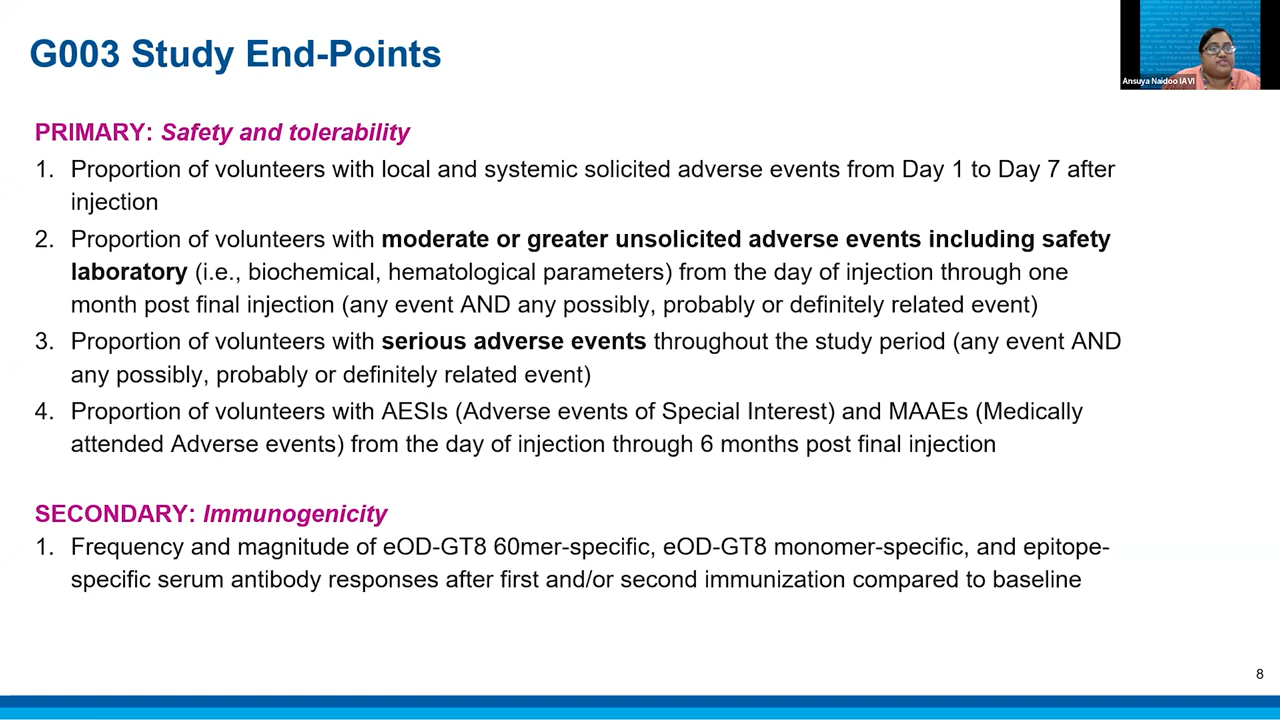 G003 Study End-Points
Ansuya Naidoo IAVI
PRIMARY: Safety and tolerability
1. Proportion of volunteers with local and systemic solicited adverse events from Day 1 to Day 7 after
injection
2. Proportion of volunteers with moderate or greater unsolicited adverse events including safety
laboratory (i.e., biochemical, hematological parameters) from the day of injection through one
month post final injection (any event AND any possibly, probably or definitely related event)
3. Proportion of volunteers with serious adverse events throughout the study period (any event AND
any possibly, probably or definitely related event)
4. Proportion of volunteers with AESIs (Adverse events of Special Interest) and MAAEs (Medically
attended Adverse events) from the day of injection through 6 months post final injection
SECONDARY: Immunogenicity
1. Frequency and magnitude of eOD-GT8 60mer-specific, eOD-GT8 monomer-specific, and epitope-
specific serum antibody responses after first and/or second immunization compared to baseline
8